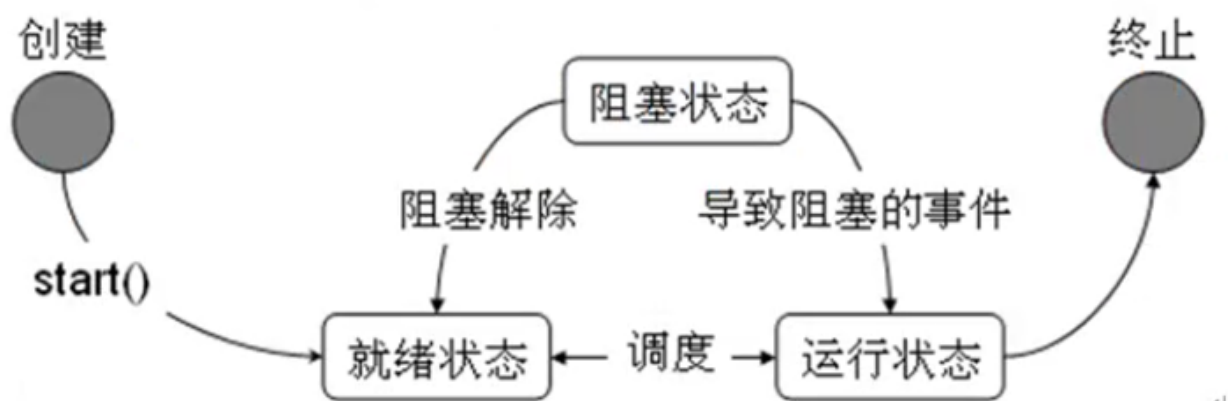 创建
终止
阻塞状态
阻塞解除
导致阻塞的事件
start()
就绪状态
调度
运行状态